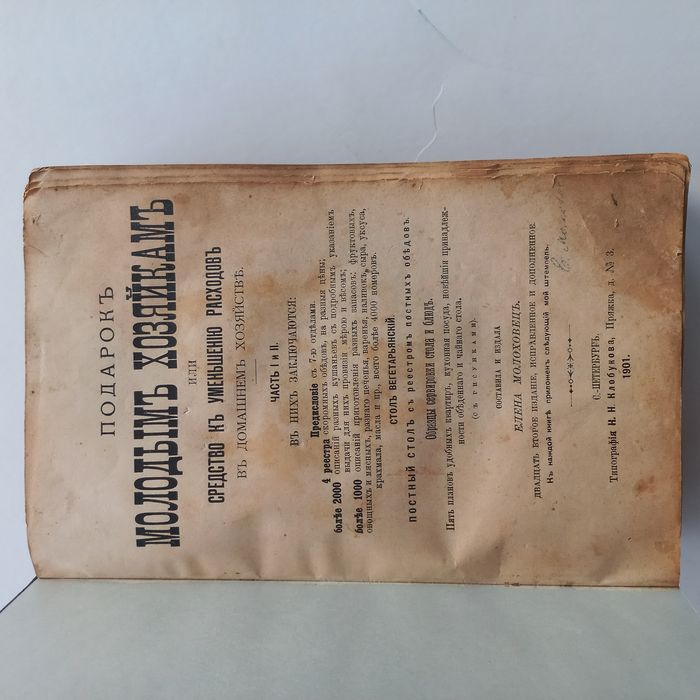 ПОДАРОКЪ
МОЛОДЫМЪ ХОЗЯЙКАМЪ
ИЛИ
СРЕДСТВО КЪ УМЕНЬШЕНІЮ РАСХОДОВЪ
ВЪ ДОМАШНЕМЪ ХОЗЯЙСТВѢ.
ЧАСТЬ I и II.
ВЪ НИХЪ ЗАКЛЮЧАЮТСЯ:
Предисловіе съ 7-ю отдѣлами.
4 реестра скоромныхъ обѣдовъ, на разныя цѣны;
болѣе 2000 описаній разныхъ кушаньевъ съ подробнымъ указаніемъ
выдачи для нихъ провизіи мѣрою и вѣсомъ;
болѣе 1000 описаній приготовленія разныхъ запасовъ: фруктовыхъ,
овощныхъ и мясныхъ, разнаго печенья, варенья, наливокъ, сыра, уксуса,
крахмала, масла и пр., всего болѣе 4000 номеровъ.
СТОЛЪ ВЕГЕТАРЬЯНСКІЙ.
ПОСТНЫЙ СТОЛЪ съ РЕЕСТРОМЪ ПОСТНЫХЪ ОБѢДОВЪ.
Образцы сервировки стола и блюдъ.
Пять плановъ удобныхъ квартиръ, кухонная посуда, новѣйшія принадлеж-
ности обѣденнаго и чайнаго стола.
(СЪ РИСУНКАМИ).
СОСТАВИЛА И ИЗДАЛА
ЕЛЕНА МОЛОХОВЕЦЪ.
ДВАДЦАТЬ ВТОРОЕ ИЗДАНІЕ, ИСПРАВЛЕННОЕ И ДОПОЛНЕННОЕ.
Къ каждой книгѣ приложенъ слѣдующій мой штемпель.
С.-ПЕТЕРБУРГЪ.
Типографія Н. Н. Клобукова, Пряжка, д. № 3.
1901.